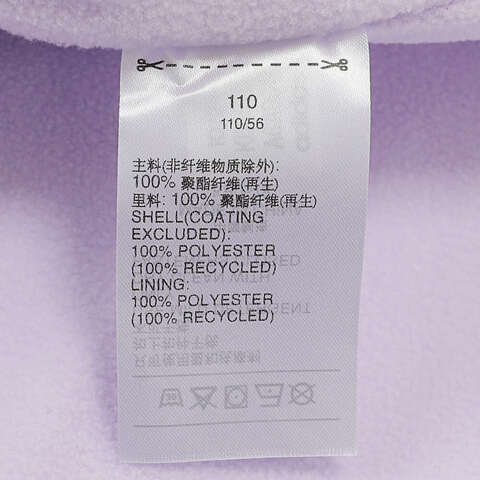 110
110/56
主料(非纤维物质除外):
100% 聚酯纤维(再生)
里料: 100% 聚酯纤维(再生)
SHELL(COATING
EXCLUDED):
100% POLYESTER
(100% RECYCLED)
LINING:
100% POLYESTER
(100% RECYCLED)